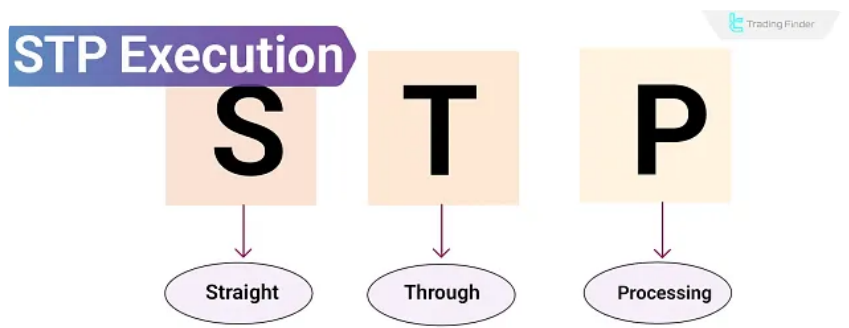 STP Execution
Trading Finder
S T P
Straight Through Processing